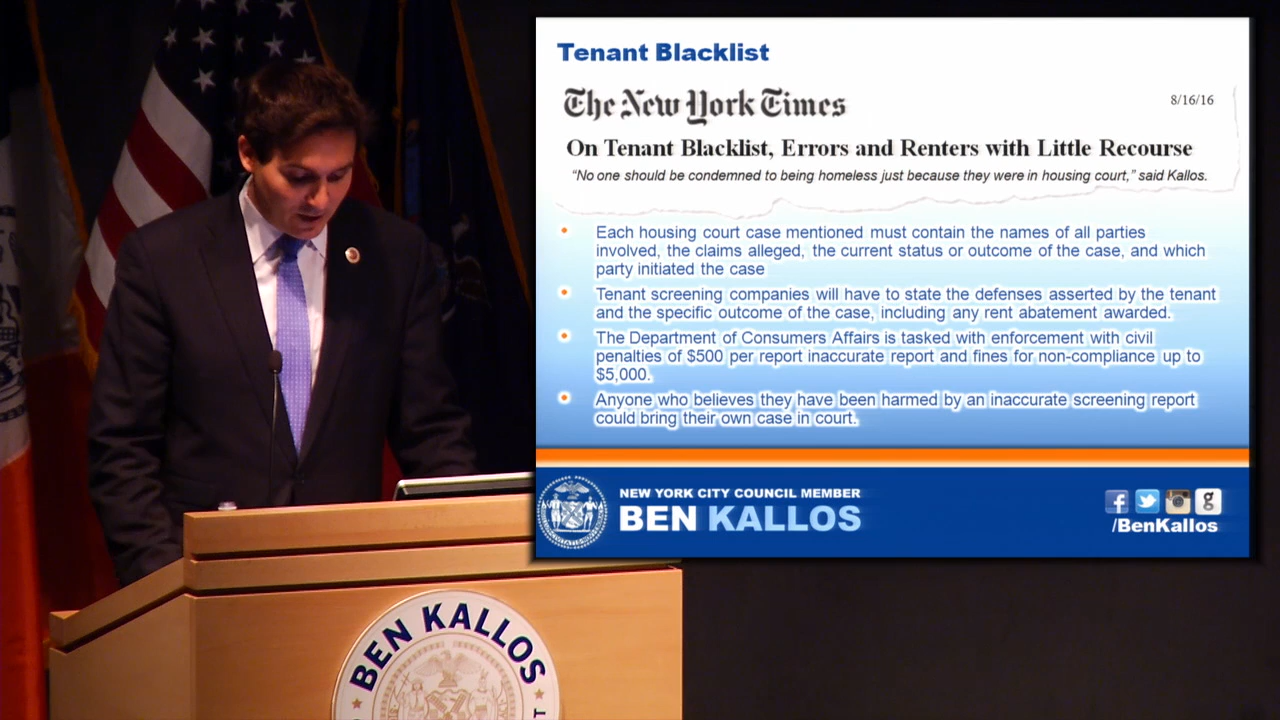 Tenant Blacklist
The New York Times
8/16/16
On Tenant Blacklist, Errors and Renters with Little Recourse
“No one should be condemned to being homeless just because they were in housing court,” said Kallos.
• Each housing court case mentioned must contain the names of all parties
involved, the claims alleged, the current status or outcome of the case, and which
party initiated the case
• Tenant screening companies will have to state the defenses asserted by the tenant
and the specific outcome of the case, including any rent abatement awarded.
• The Department of Consumers Affairs is tasked with enforcement with civil
penalties of $500 per report inaccurate report and fines for non-compliance up to
$5,000.
• Anyone who believes they have been harmed by an inaccurate screening report
could bring their own case in court.
NEW YORK CITY COUNCIL MEMBER
BEN KALLOS
/BenKallos
BEN KALLOS